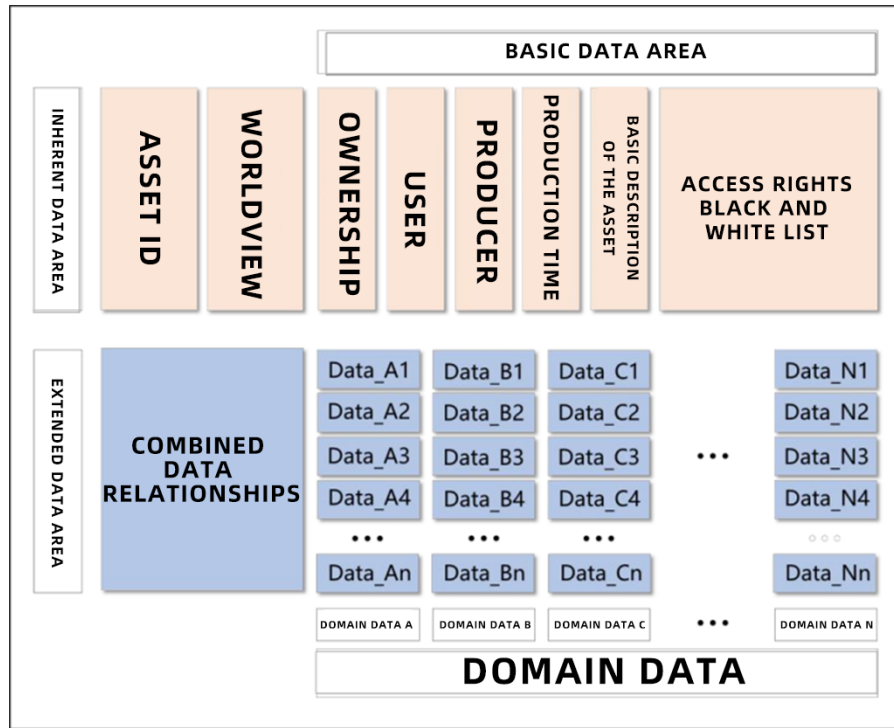 BASIC DATA AREA
INHERENT DATA AREA
ASSET ID
WORLDVIEW
OWNERSHIP
USER
PRODUCER
PRODUCTION TIME
BASIC DESCRIPTION
OF THE ASSET
ACCESS RIGHTS
BLACK AND
WHITE LIST
EXTENDED DATA AREA
COMBINED
DATA
RELATIONSHIPS
Data_A1 Data_B1 Data_C1 Data_N1
Data_A2 Data_B2 Data_C2 Data_N2
Data_A3 Data_B3 Data_C3 ••• Data_N3
Data_A4 Data_B4 Data_C4 Data_N4
••• ••• ••• ○○○
Data_An Data_Bn Data_Cn Data_Nn
DOMAIN DATA A DOMAIN DATA B DOMAIN DATA C ••• DOMAIN DATA N
DOMAIN DATA